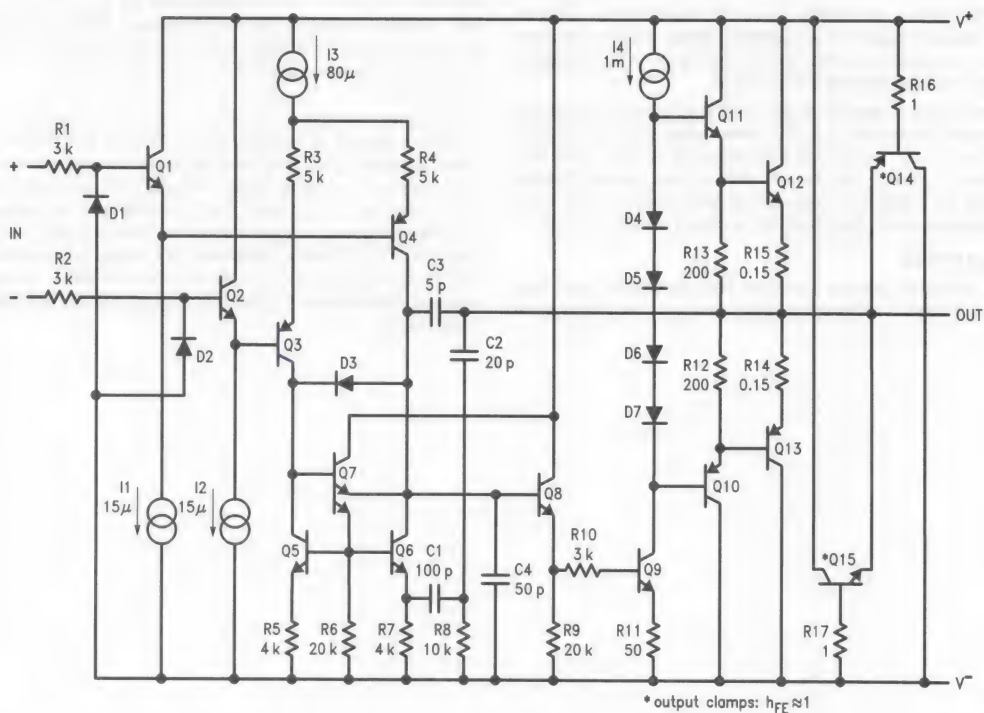 V+
I3
80μ
I4
1m
R16
1
R1
3k
R3
5k
R4
5k
Q11
+
Q1
*Q14
Q12
D1
Q4
IN
D4
R13
200
R15
0.15
R2
3k
C3
5p
D5
-
Q2
OUT
Q3
D2
C2
20p
D6
R12
200
R14
0.15
D3
D7
Q13
Q7
Q8
Q10
I1
15μ
I2
15μ
R10
3k
*Q15
Q5
Q6
C1
100p
C4
50p
Q9
R5
4k
R6
20k
R7
4k
R8
10k
R9
20k
R11
50
R17
1
V-
* output clamps: hFE≈1